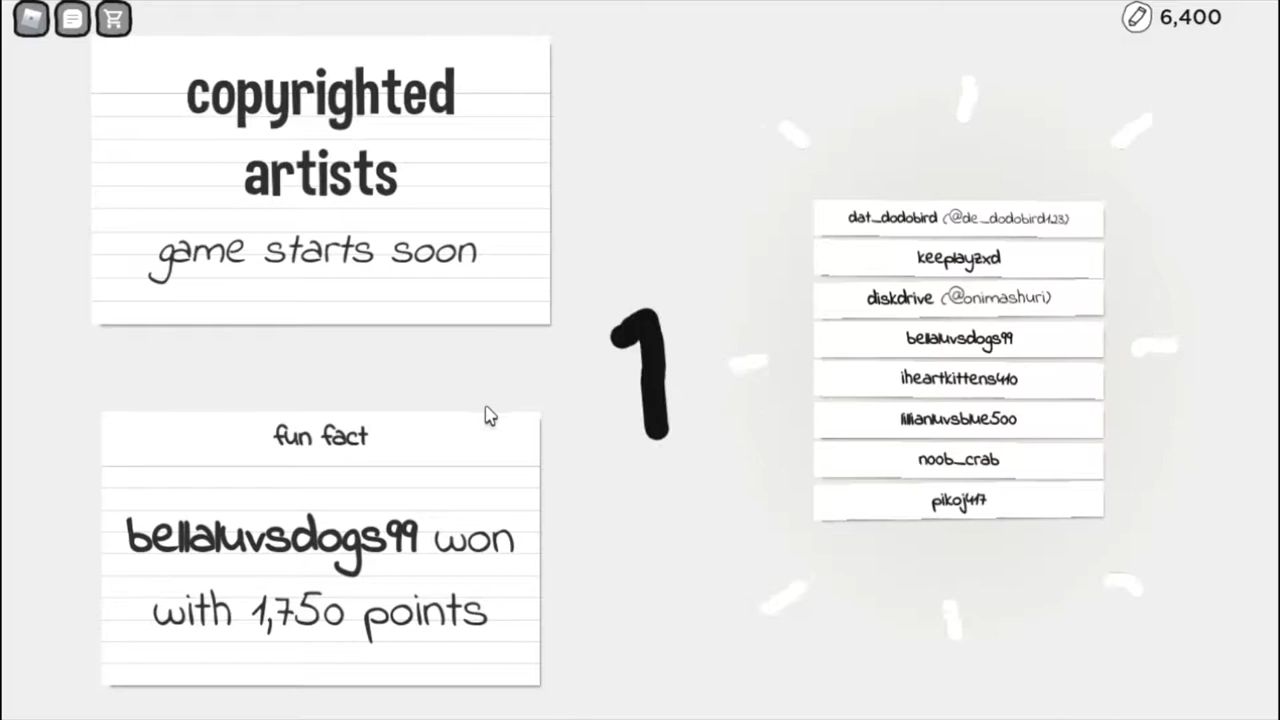 6,400
copyrighted
artists
game starts soon
fun fact
bellaluvsdogs99 won
with 1,750 points
1
dat_dodobird (@de_dodobird123)
keeplayzxd
diskdrive (@onimashuri)
bellaluvsdogs99
iheartkittens410
lillianluvsblue500
noob_crab
pikoj417